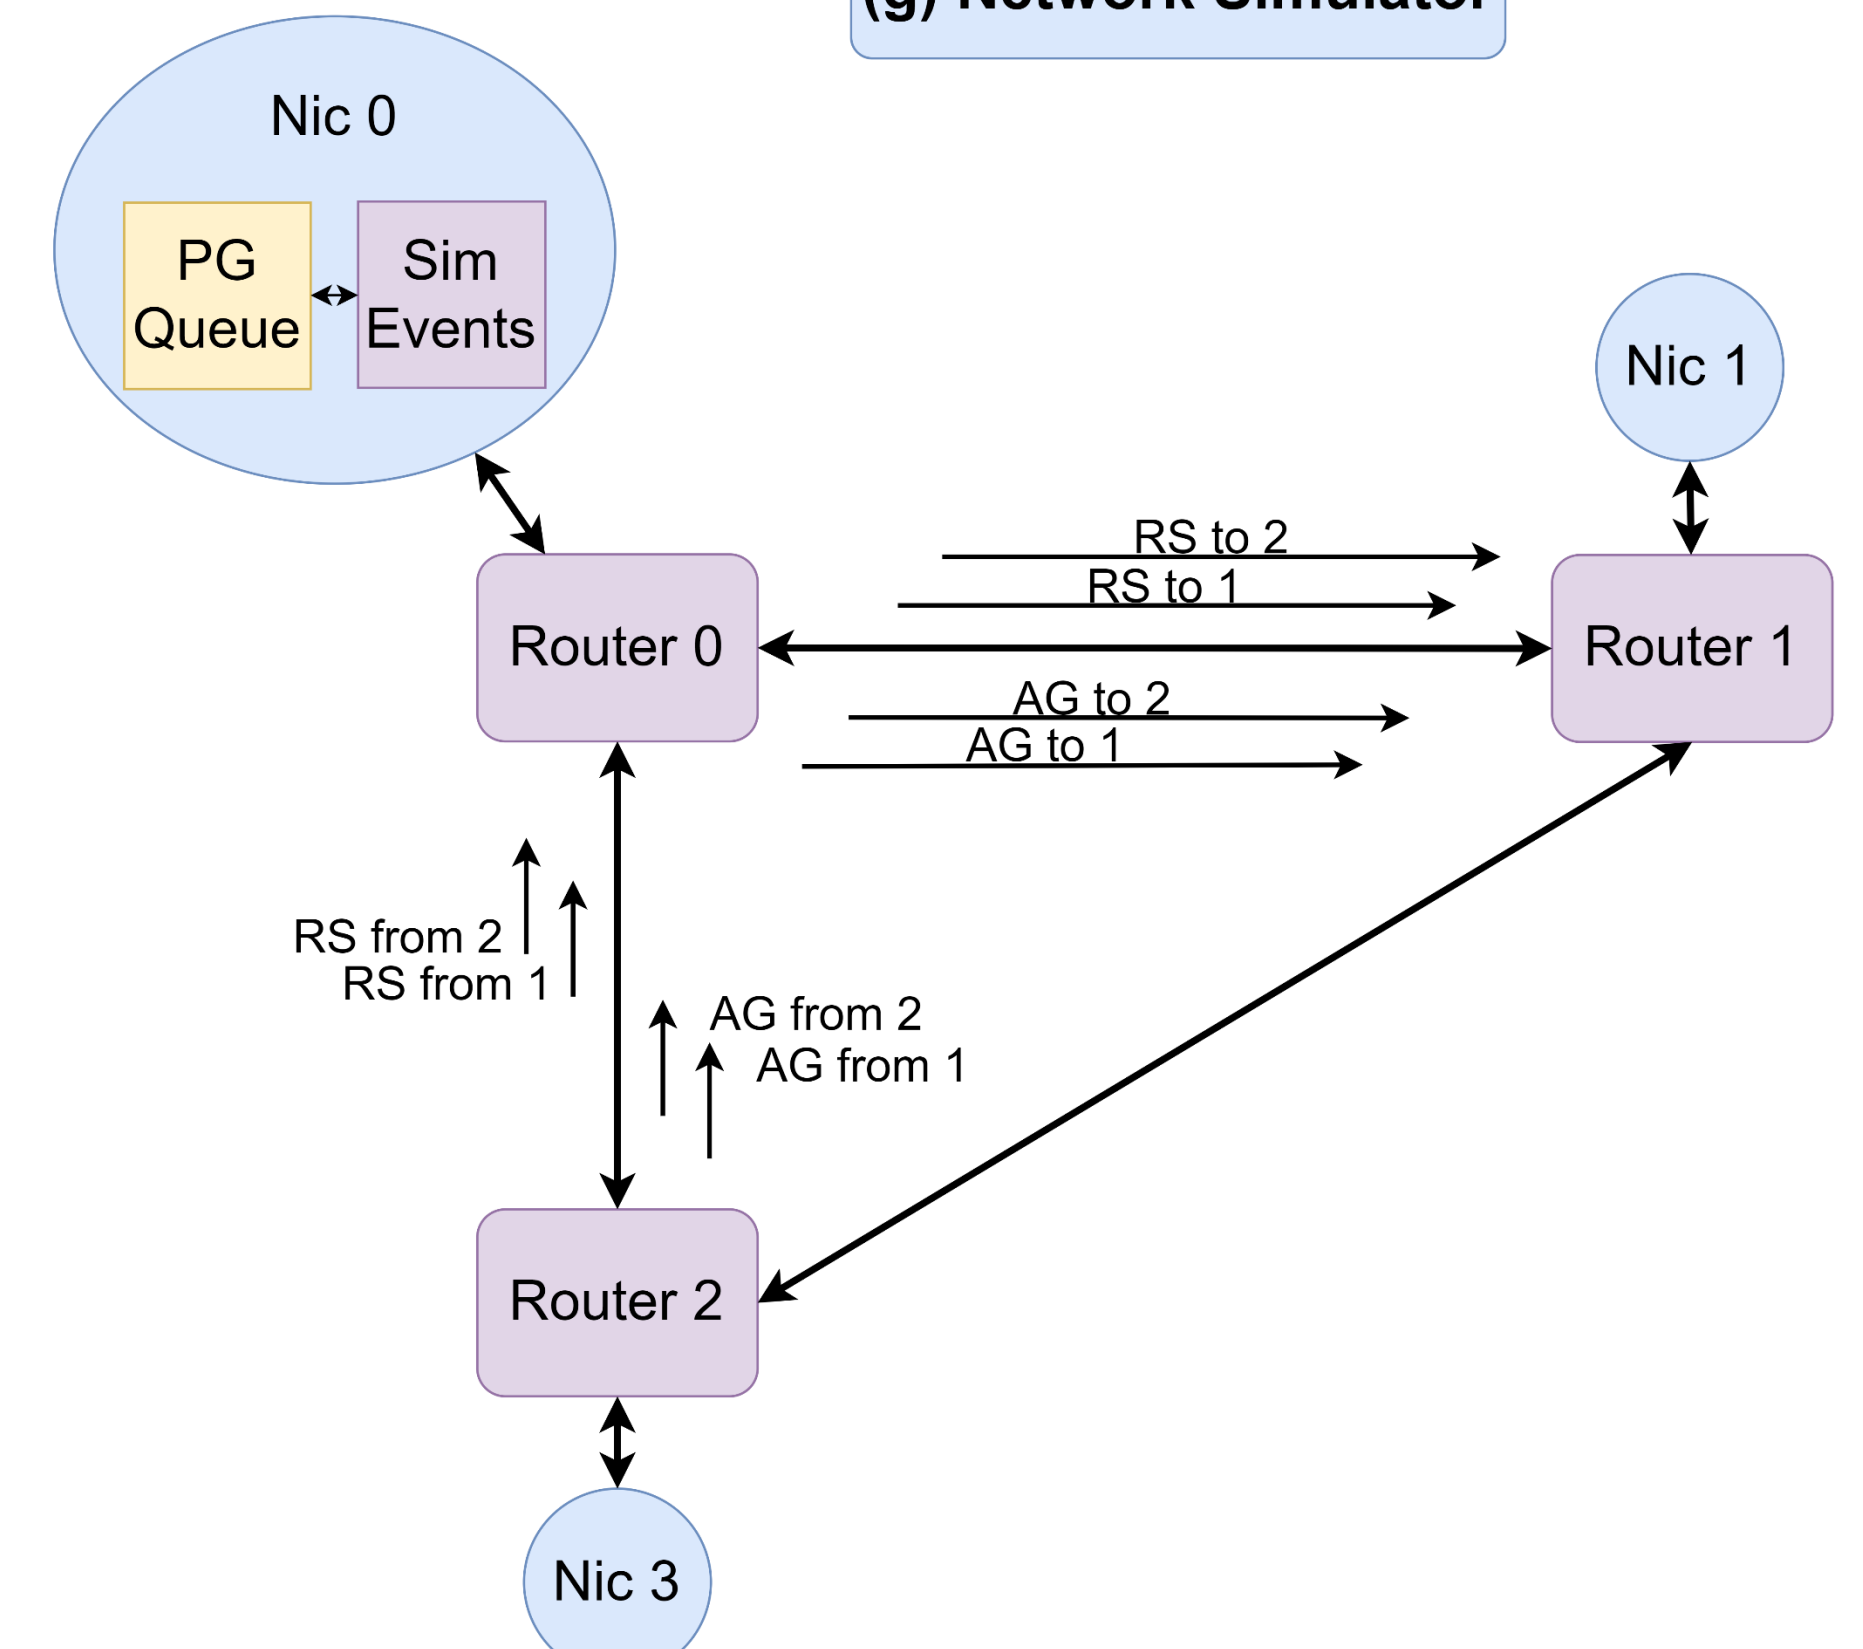 (g) Network Simulator
Nic 0
PG
Queue
Sim
Events
Nic 1
RS to 2
RS to 1
Router 0
Router 1
AG to 2
AG to 1
RS from 2
RS from 1
AG from 2
AG from 1
Router 2
Nic 3